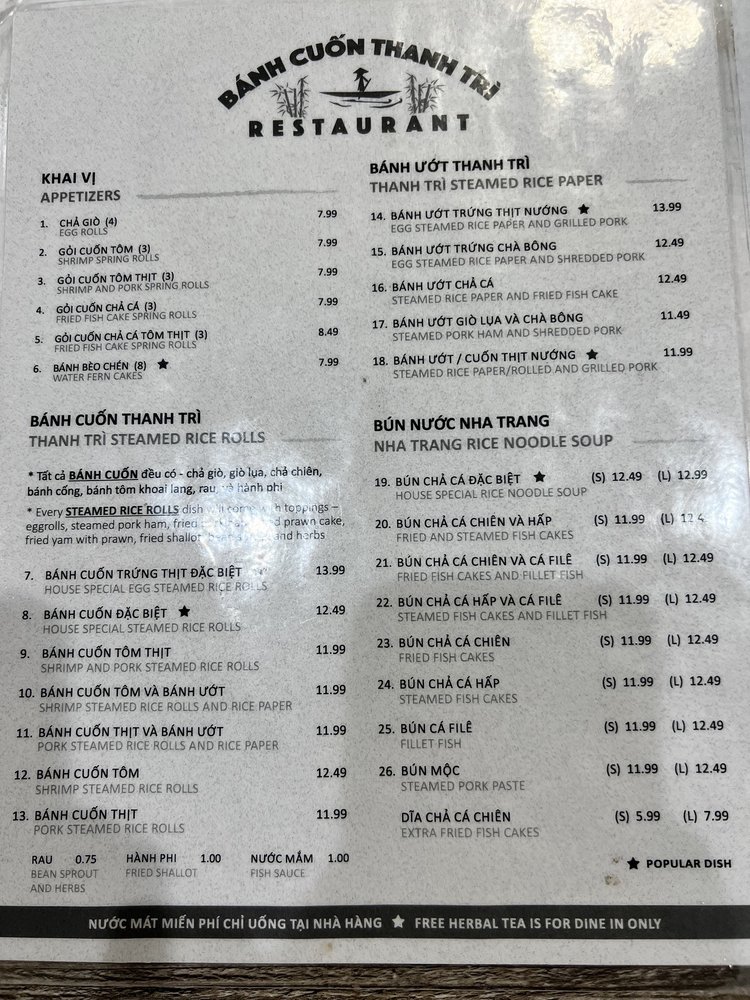 BÁNH CUỐN THANH TRÌ
RESTAURANT
KHAI VỊ
APPETIZERS
1. CHẢ GIÒ (4) 7.99
EGG ROLLS
2. GỎI CUỐN TÔM (3) 7.99
SHRIMP SPRING ROLLS
3. GỎI CUỐN TÔM THỊT (3) 7.99
SHRIMP AND PORK SPRING ROLLS
4. GỎI CUỐN CHẢ CÁ (3) 7.99
FRIED FISH CAKE SPRING ROLLS
5. GỎI CUỐN CHẢ CÁ TÔM THỊT (3) 8.49
FRIED FISH CAKE SPRING ROLLS
6. BÁNH BÈO CHÉN (8) ★ 7.99
WATER FERN CAKES
BÁNH CUỐN THANH TRÌ
THANH TRÌ STEAMED RICE ROLLS
* Tất cả BÁNH CUỐN đều có - chả giò, giò lụa, chả chiên,
bánh cống, bánh tôm khoai lang, rau, và hành phi
* Every STEAMED RICE ROLLS dish will come with toppings –
eggrolls, steamed pork ham, fried prawn cake,
fried yam with prawn, fried shallot, and herbs
7. BÁNH CUỐN TRỨNG THỊT ĐẶC BIỆT ★ 13.99
HOUSE SPECIAL EGG STEAMED RICE ROLLS
8. BÁNH CUỐN ĐẶC BIỆT ★ 12.49
HOUSE SPECIAL STEAMED RICE ROLLS
9. BÁNH CUỐN TÔM THỊT 11.99
SHRIMP AND PORK STEAMED RICE ROLLS
10. BÁNH CUỐN TÔM VÀ BÁNH ƯỚT 11.99
SHRIMP STEAMED RICE ROLLS AND RICE PAPER
11. BÁNH CUỐN THỊT VÀ BÁNH ƯỚT 11.99
PORK STEAMED RICE ROLLS AND RICE PAPER
12. BÁNH CUỐN TÔM 12.49
SHRIMP STEAMED RICE ROLLS
13. BÁNH CUỐN THỊT 11.99
PORK STEAMED RICE ROLLS
RAU 0.75 HÀNH PHI 1.00 NƯỚC MẮM 1.00
BEAN SPROUT FRIED SHALLOT FISH SAUCE
AND HERBS
BÁNH ƯỚT THANH TRÌ
THANH TRÌ STEAMED RICE PAPER
14. BÁNH ƯỚT TRỨNG THỊT NƯỚNG ★ 13.99
EGG STEAMED RICE PAPER AND GRILLED PORK
15. BÁNH ƯỚT TRỨNG CHÀ BÔNG 12.49
EGG STEAMED RICE PAPER AND SHREDDED PORK
16. BÁNH ƯỚT CHẢ CÁ 12.49
STEAMED RICE PAPER AND FRIED FISH CAKE
17. BÁNH ƯỚT GIÒ LỤA VÀ CHÀ BÔNG 11.49
STEAMED PORK HAM AND SHREDDED PORK
18. BÁNH ƯỚT / CUỐN THỊT NƯỚNG ★ 11.99
STEAMED RICE PAPER/ROLLED AND GRILLED PORK
BÚN NƯỚC NHA TRANG
NHA TRANG RICE NOODLE SOUP
19. BÚN CHẢ CÁ ĐẶC BIỆT ★ (S) 12.49 (L) 12.99
HOUSE SPECIAL RICE NOODLE SOUP
20. BÚN CHẢ CÁ CHIÊN VÀ HẤP (S) 11.99 (L)
FRIED AND STEAMED FISH CAKES
21. BÚN CHẢ CÁ CHIÊN VÀ CÁ FILÊ (S) 11.99 (L) 12.49
FRIED FISH CAKES AND FILLET FISH
22. BÚN CHẢ CÁ HẤP VÀ CÁ FILÊ (S) 11.99 (L) 12.49
STEAMED FISH CAKES AND FILLET FISH
23. BÚN CHẢ CÁ CHIÊN (S) 11.99 (L) 12.49
FRIED FISH CAKES
24. BÚN CHẢ CÁ HẤP (S) 11.99 (L) 12.49
STEAMED FISH CAKES
25. BÚN CÁ FILÊ (S) 11.99 (L) 12.49
FILLET FISH
26. BÚN MỘC (S) 11.99 (L) 12.49
STEAMED PORK PASTE
DĨA CHẢ CÁ CHIÊN (S) 5.99 (L) 7.99
EXTRA FRIED FISH CAKES
★ POPULAR DISH
NƯỚC MÁT MIẾN PHÍ CHỈ UỐNG TẠI NHÀ HÀNG ★ FREE HERBAL TEA IS FOR DINE IN ONLY